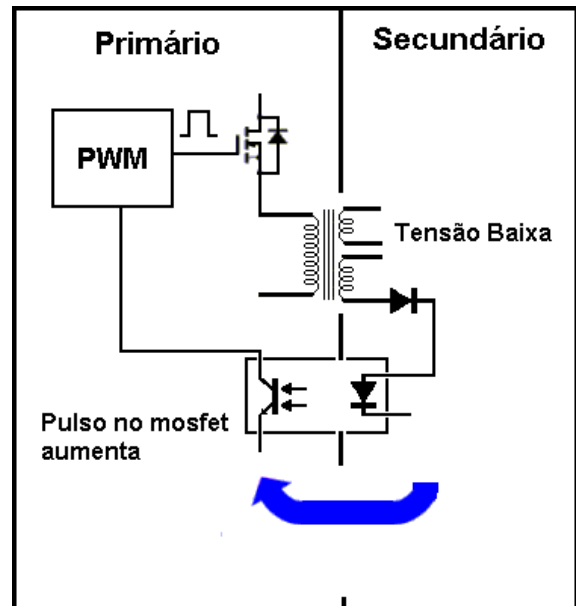 Primário
Secundário
PWM
Tensão Baixa
Pulso no mosfet
aumenta